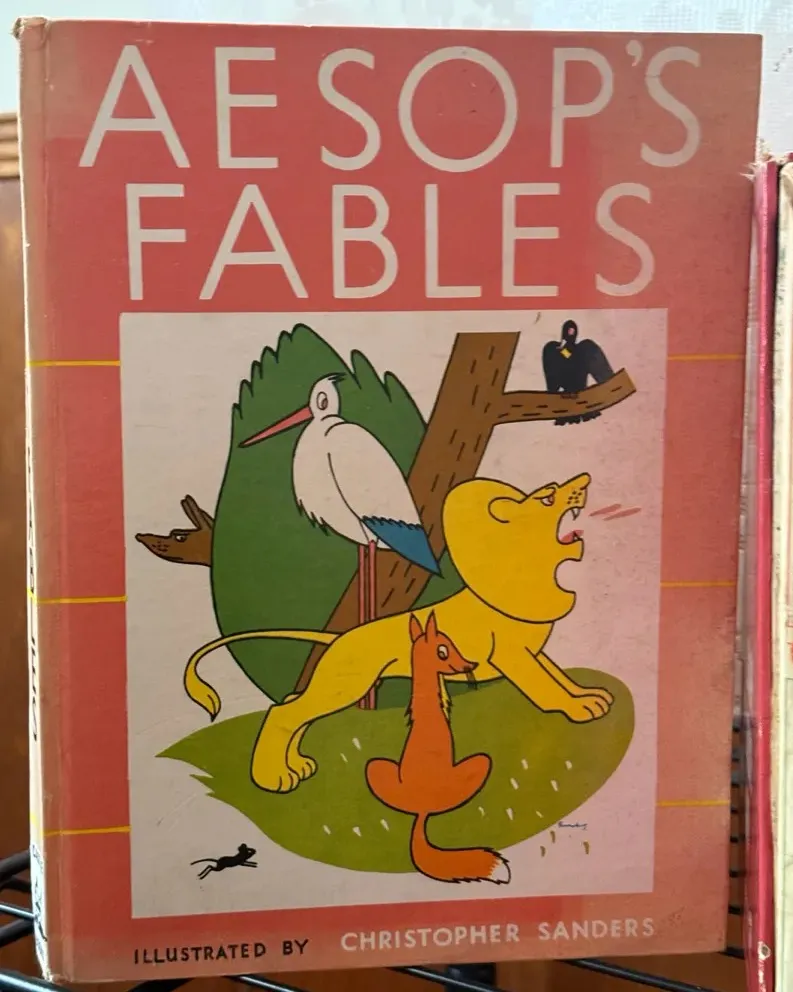 AESOP'S
FABLES
ILLUSTRATED BY CHRISTOPHER SANDERS